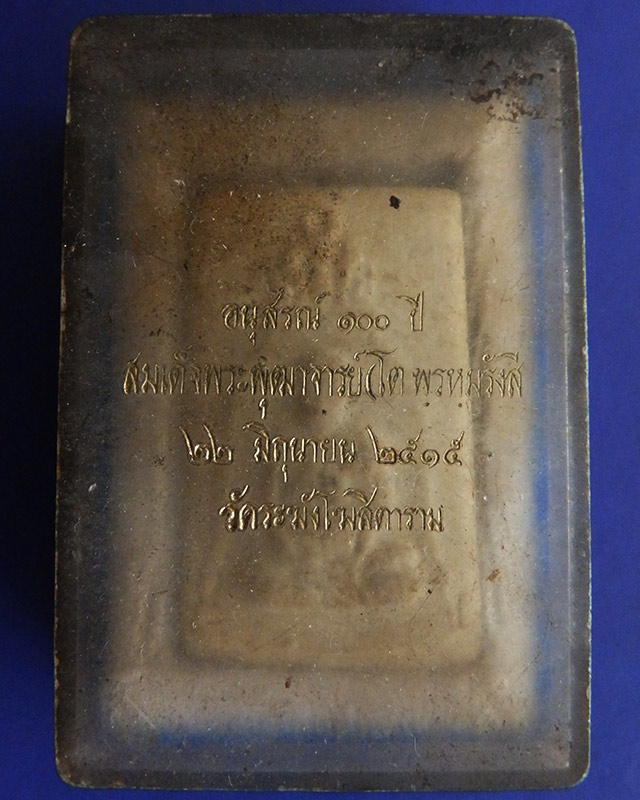 อนุสรณ์ ๑๐๐ ปี
สมเด็จพระพุฒาจารย์(โต พรหมรังสี
๒๒ มิถุนายน ๒๕๑๕
วัดระฆังโฆสิตาราม